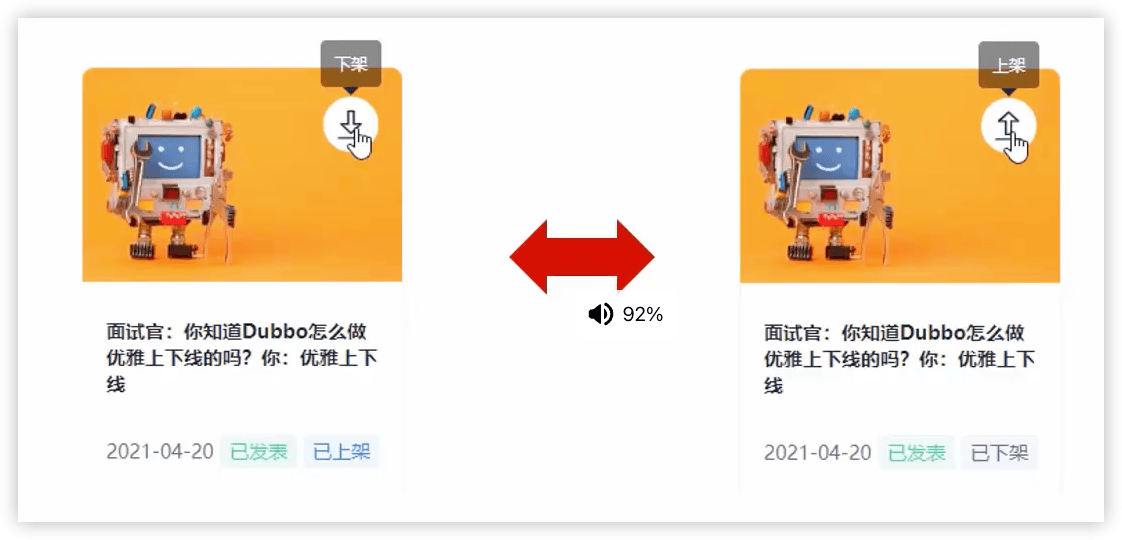 下架
面试官：你知道Dubbo怎么做
优雅上下线的吗？你：优雅上下
线
2021-04-20 已发表 已上架
92%
上架
面试官：你知道Dubbo怎么做
优雅上下线的吗？你：优雅上下
线
2021-04-20 已发表 已下架